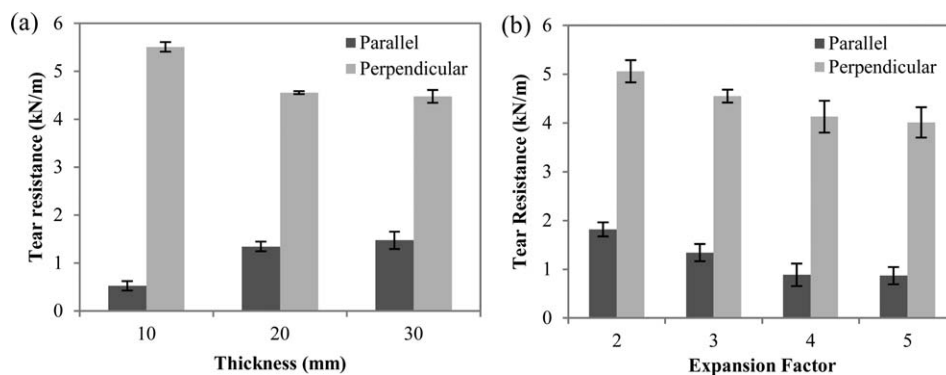 (a)
6
5
4
3
2
1
0
Tear resistance (kN/m)
Parallel
Perpendicular
10 20 30
Thickness (mm)
(b)
6
5
4
3
2
1
0
Tear Resistance (kN/m)
Parallel
Perpendicular
2 3 4 5
Expansion Factor